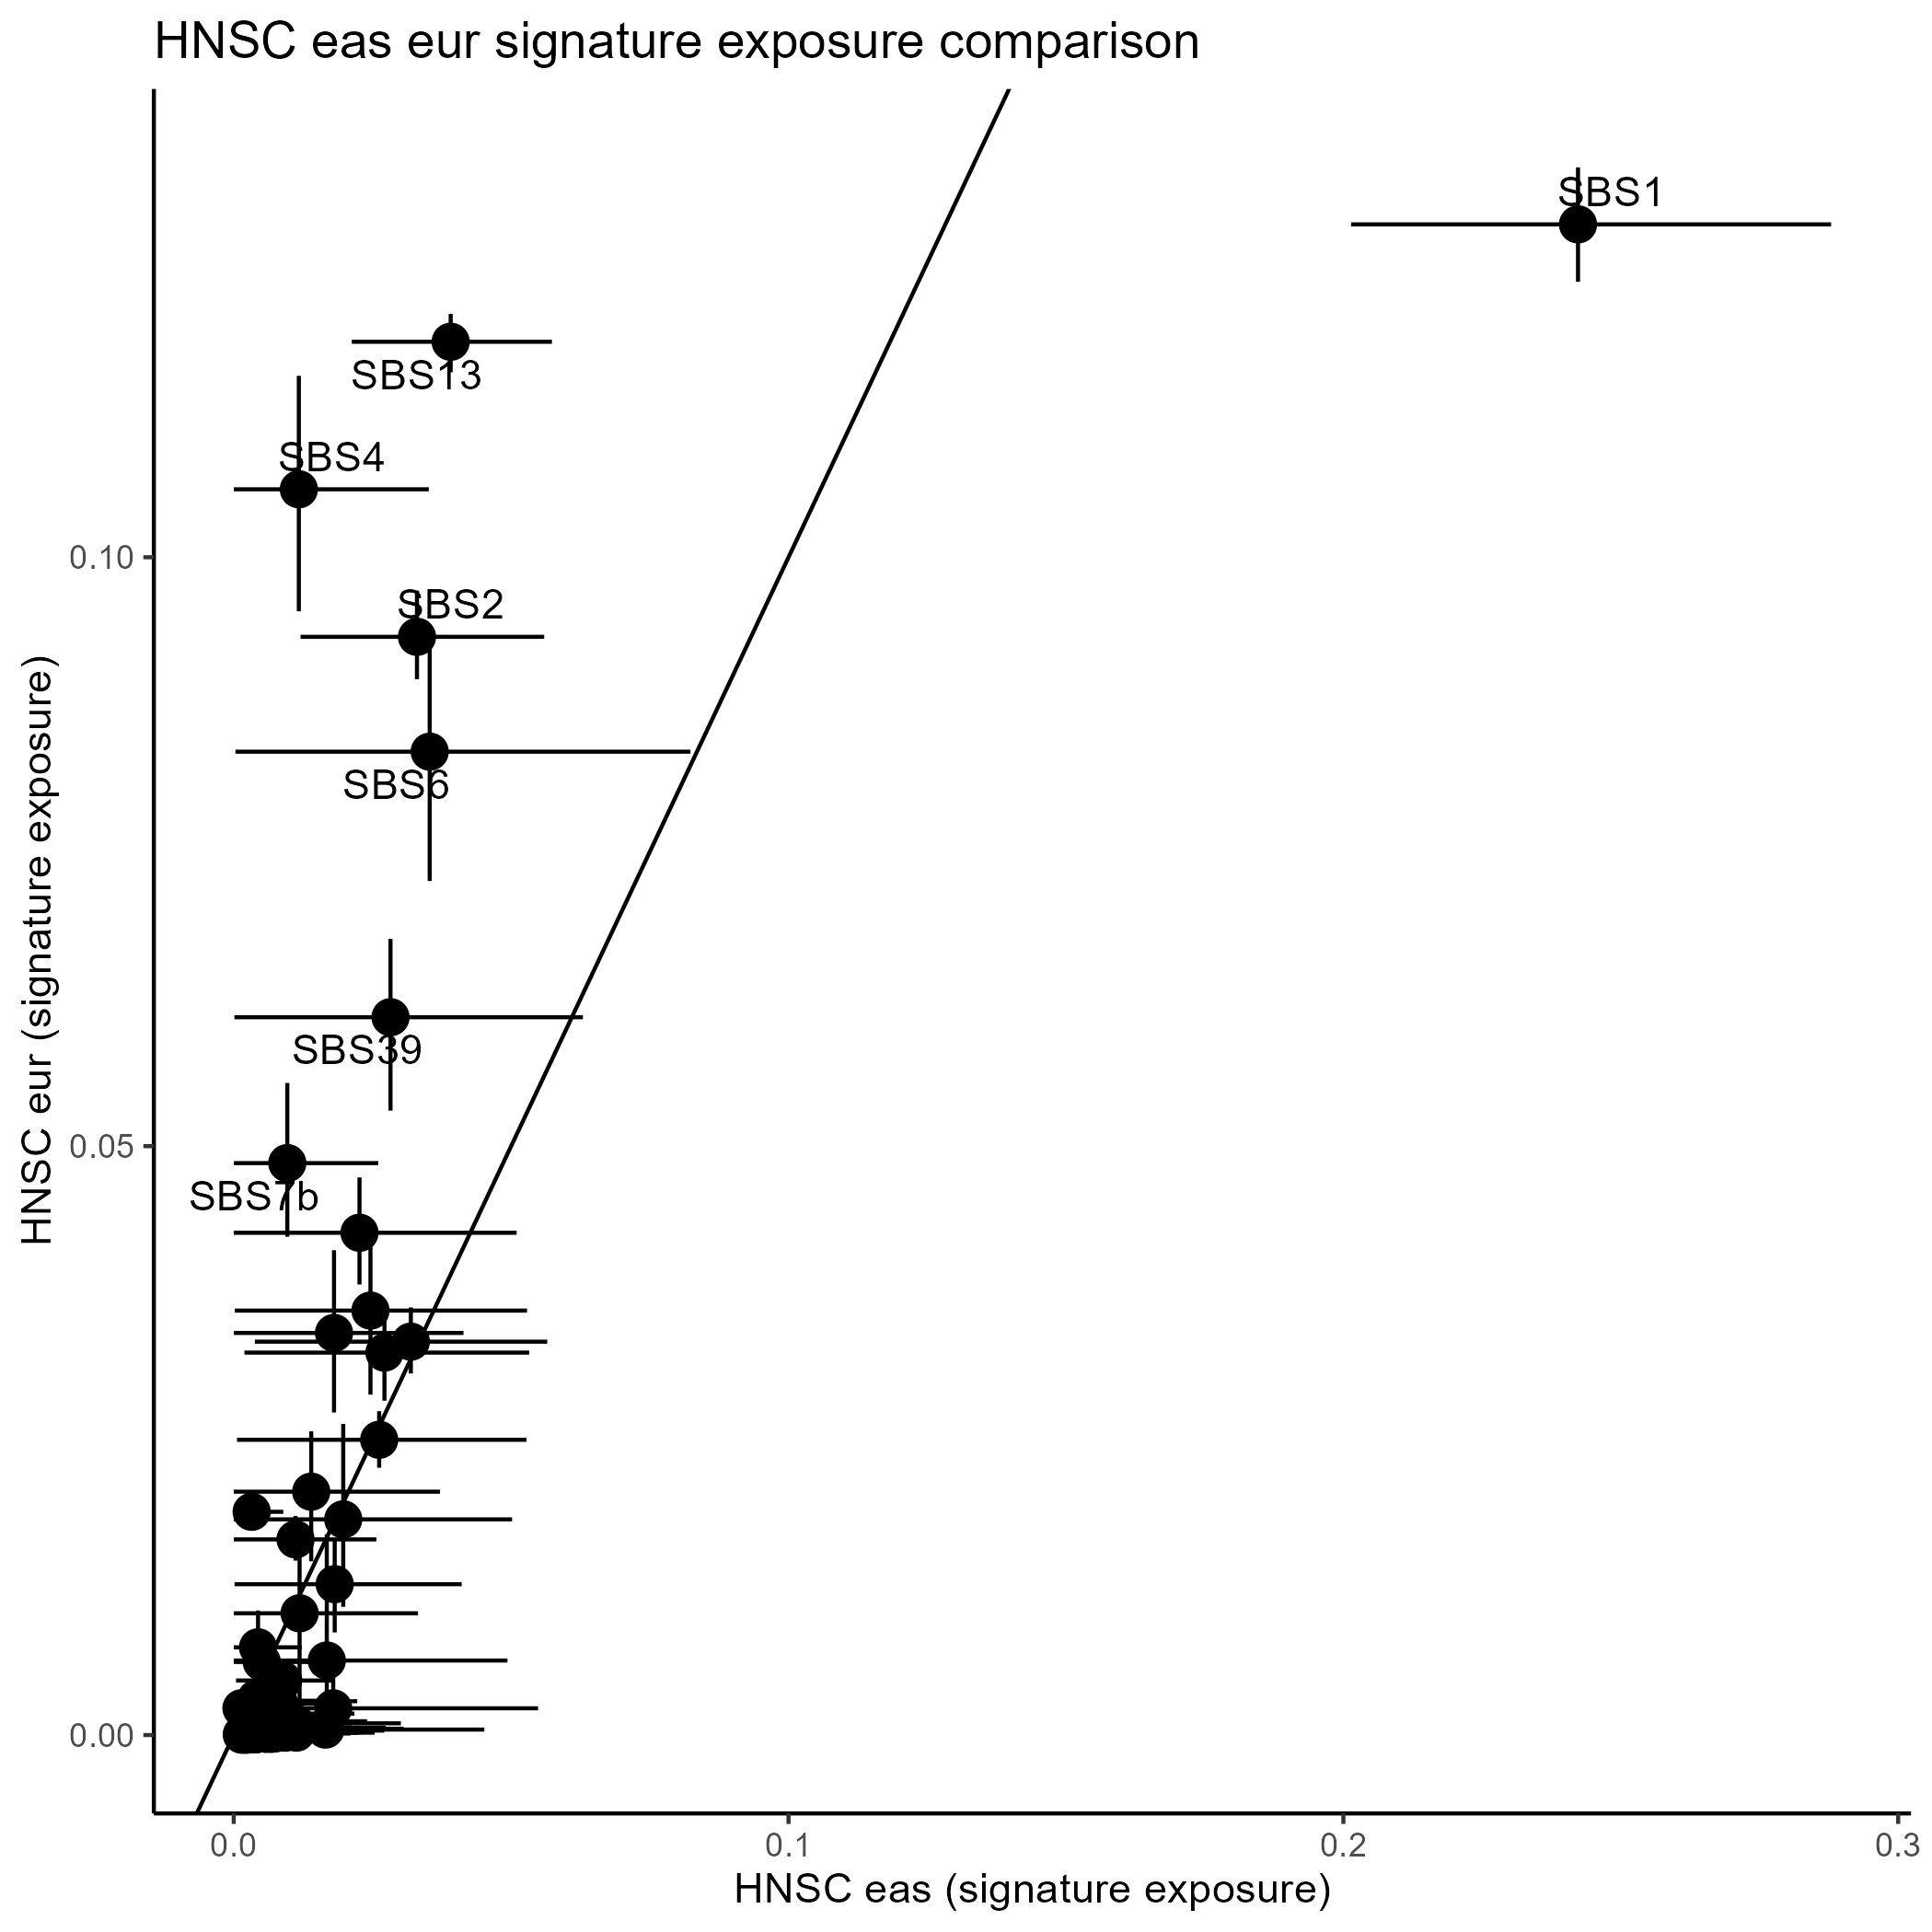 HNSC eas eur signature exposure comparison
SBS1
SBS13
SBS4
0.10
SBS2
HNSC eur (signature exposure)
SBS6
SBS39
0.05
SBS7b
0.00
0.0 0.1 0.2 0.3
HNSC eas (signature exposure)